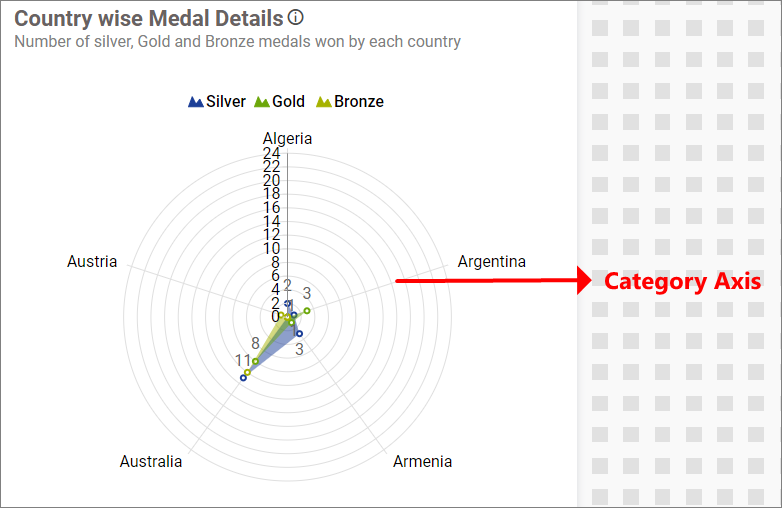 Country wise Medal Details
Number of silver, Gold and Bronze medals won by each country
Silver Gold Bronze
Algeria
24
22
20
18
16
14
12
10
8
6
4
2
0
2
1
3
3
8
11
Argentina
Austria
Category Axis
Australia
Armenia